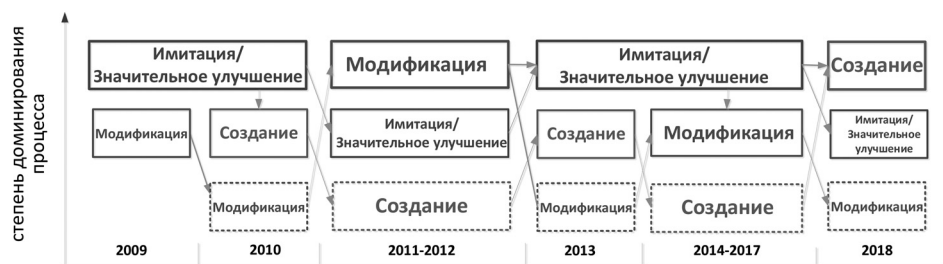 степень доминирования
процесса
Имитация/
Значительное улучшение
Модификация
Имитация/
Значительное улучшение
Создание
Модификация
Создание
Имитация/
Значительное улучшение
Создание
Модификация
Имитация/
Значительное
улучшение
Модификация
Создание
Модификация
Создание
Модификация
2009
2010
2011-2012
2013
2014-2017
2018